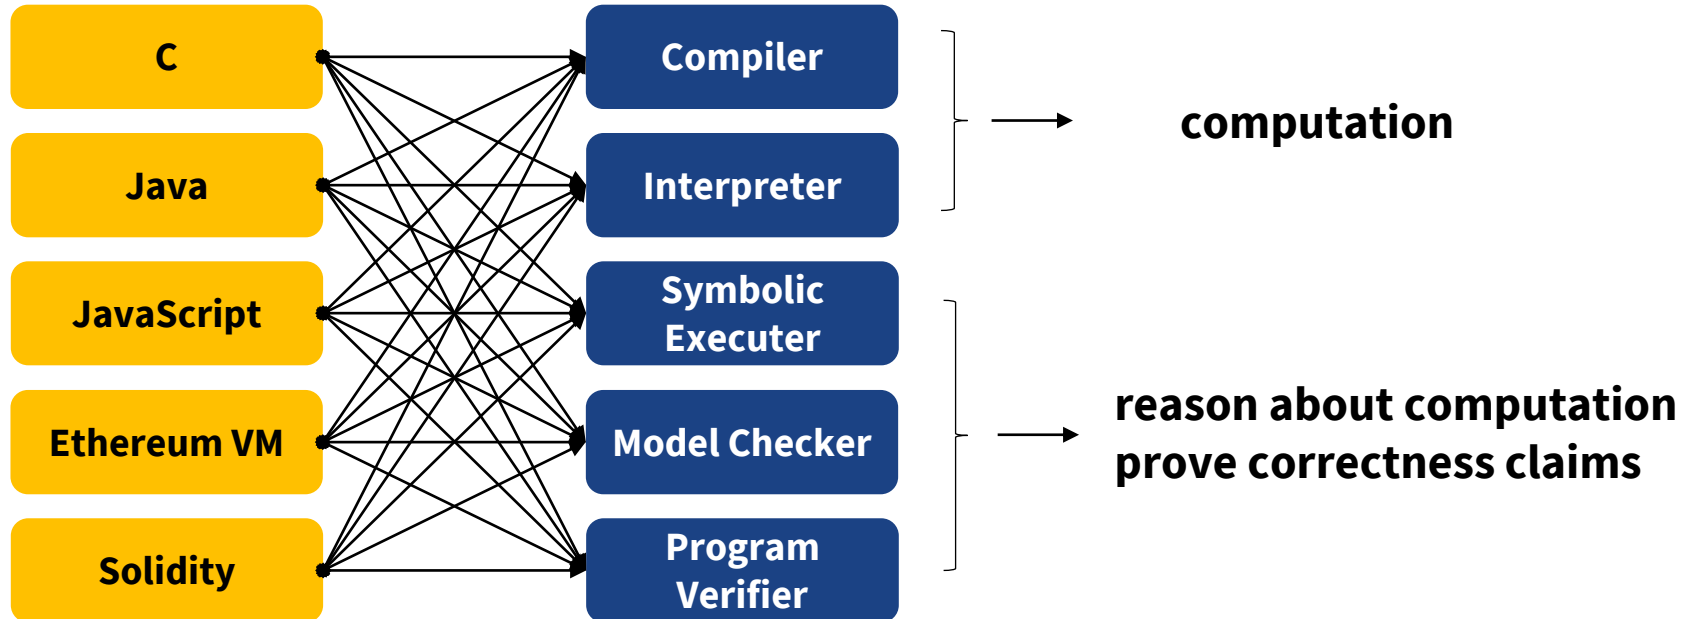 C
Java
JavaScript
Ethereum VM
Solidity
Compiler
Interpreter
Symbolic
Executer
Model Checker
Program
Verifier
computation
reason about computation
prove correctness claims